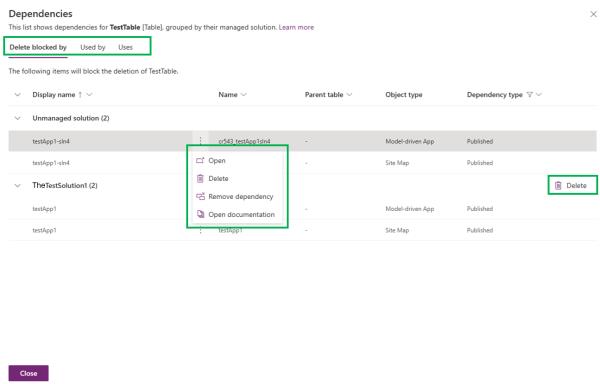 Dependencies
This list shows dependencies for TestTable [Table], grouped by their managed solution. Learn more
Delete blocked by Used by Uses
The following items will block the deletion of TestTable.
Display name ↑ Name Parent table Object type Dependency type
Unmanaged solution (2)
testApp1-sln4 cr543_testApp1sln4 - Model-driven App Published
testApp1-sln4 - Site Map Published
Open
Delete
Remove dependency
Open documentation
TheTestSolution1 (2) Delete
testApp1 - Model-driven App Published
testApp1 testApp1 - Site Map Published
Close